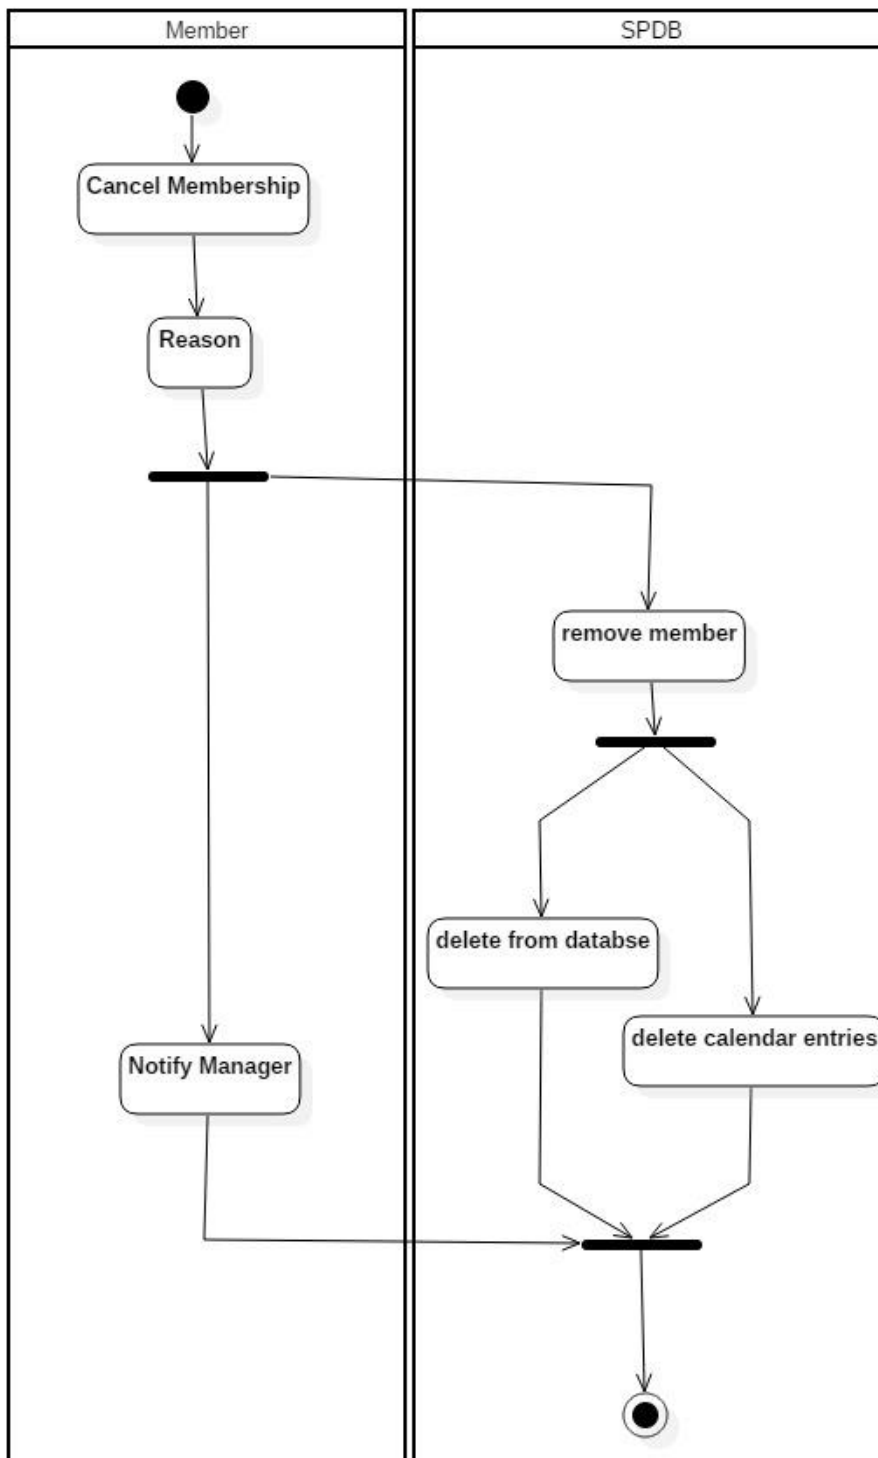 Member
SPDB
Cancel Membership
Reason
remove member
delete from databse
delete calendar entries
Notify Manager